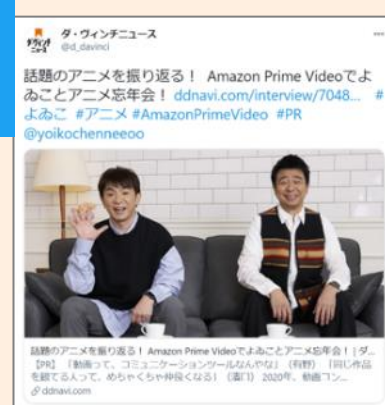 ダ・ヴィンチニュース
@d_davinci
話題のアニメを振り返る! Amazon Prime Videoでよ
ゐことアニメ忘年会! ddnavi.com/interview/7048... #
よゐこ #アニメ #AmazonPrimeVideo #PR
@yoikochenneeoo
話題のアニメを振り返る! Amazon Prime Videoでよゐことアニメ忘年会! | ダ...
【PR】 「動画って、コミュニケーションツールなんやな」(有野) 「同じ作品
を観てる人って、めちゃくちゃ仲良くなる」(濱口) 2020年、動画コン...
ddnavi.com